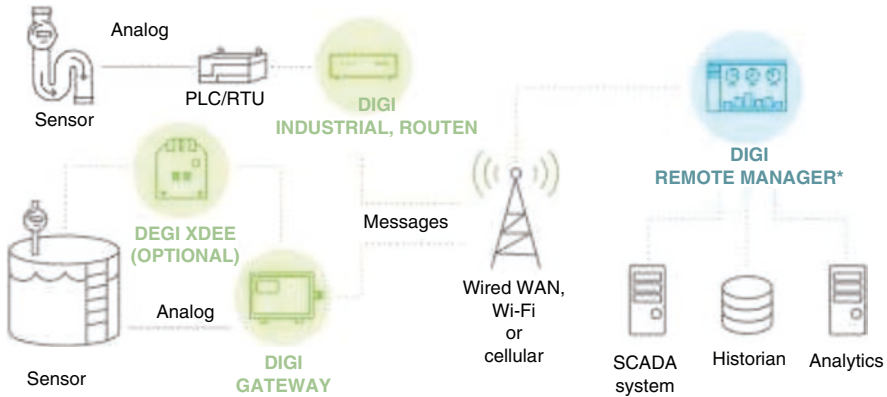 Analog
Sensor
PLC/RTU
DIGI
INDUSTRIAL, ROUTEN
DIGI
REMOTE MANAGER*
DEGI XDEE
(OPTIONAL)
Messages
Analog
Sensor
DIGI
GATEWAY
Wired WAN,
Wi-Fi
or
cellular
SCADA
system
Historian
Analytics